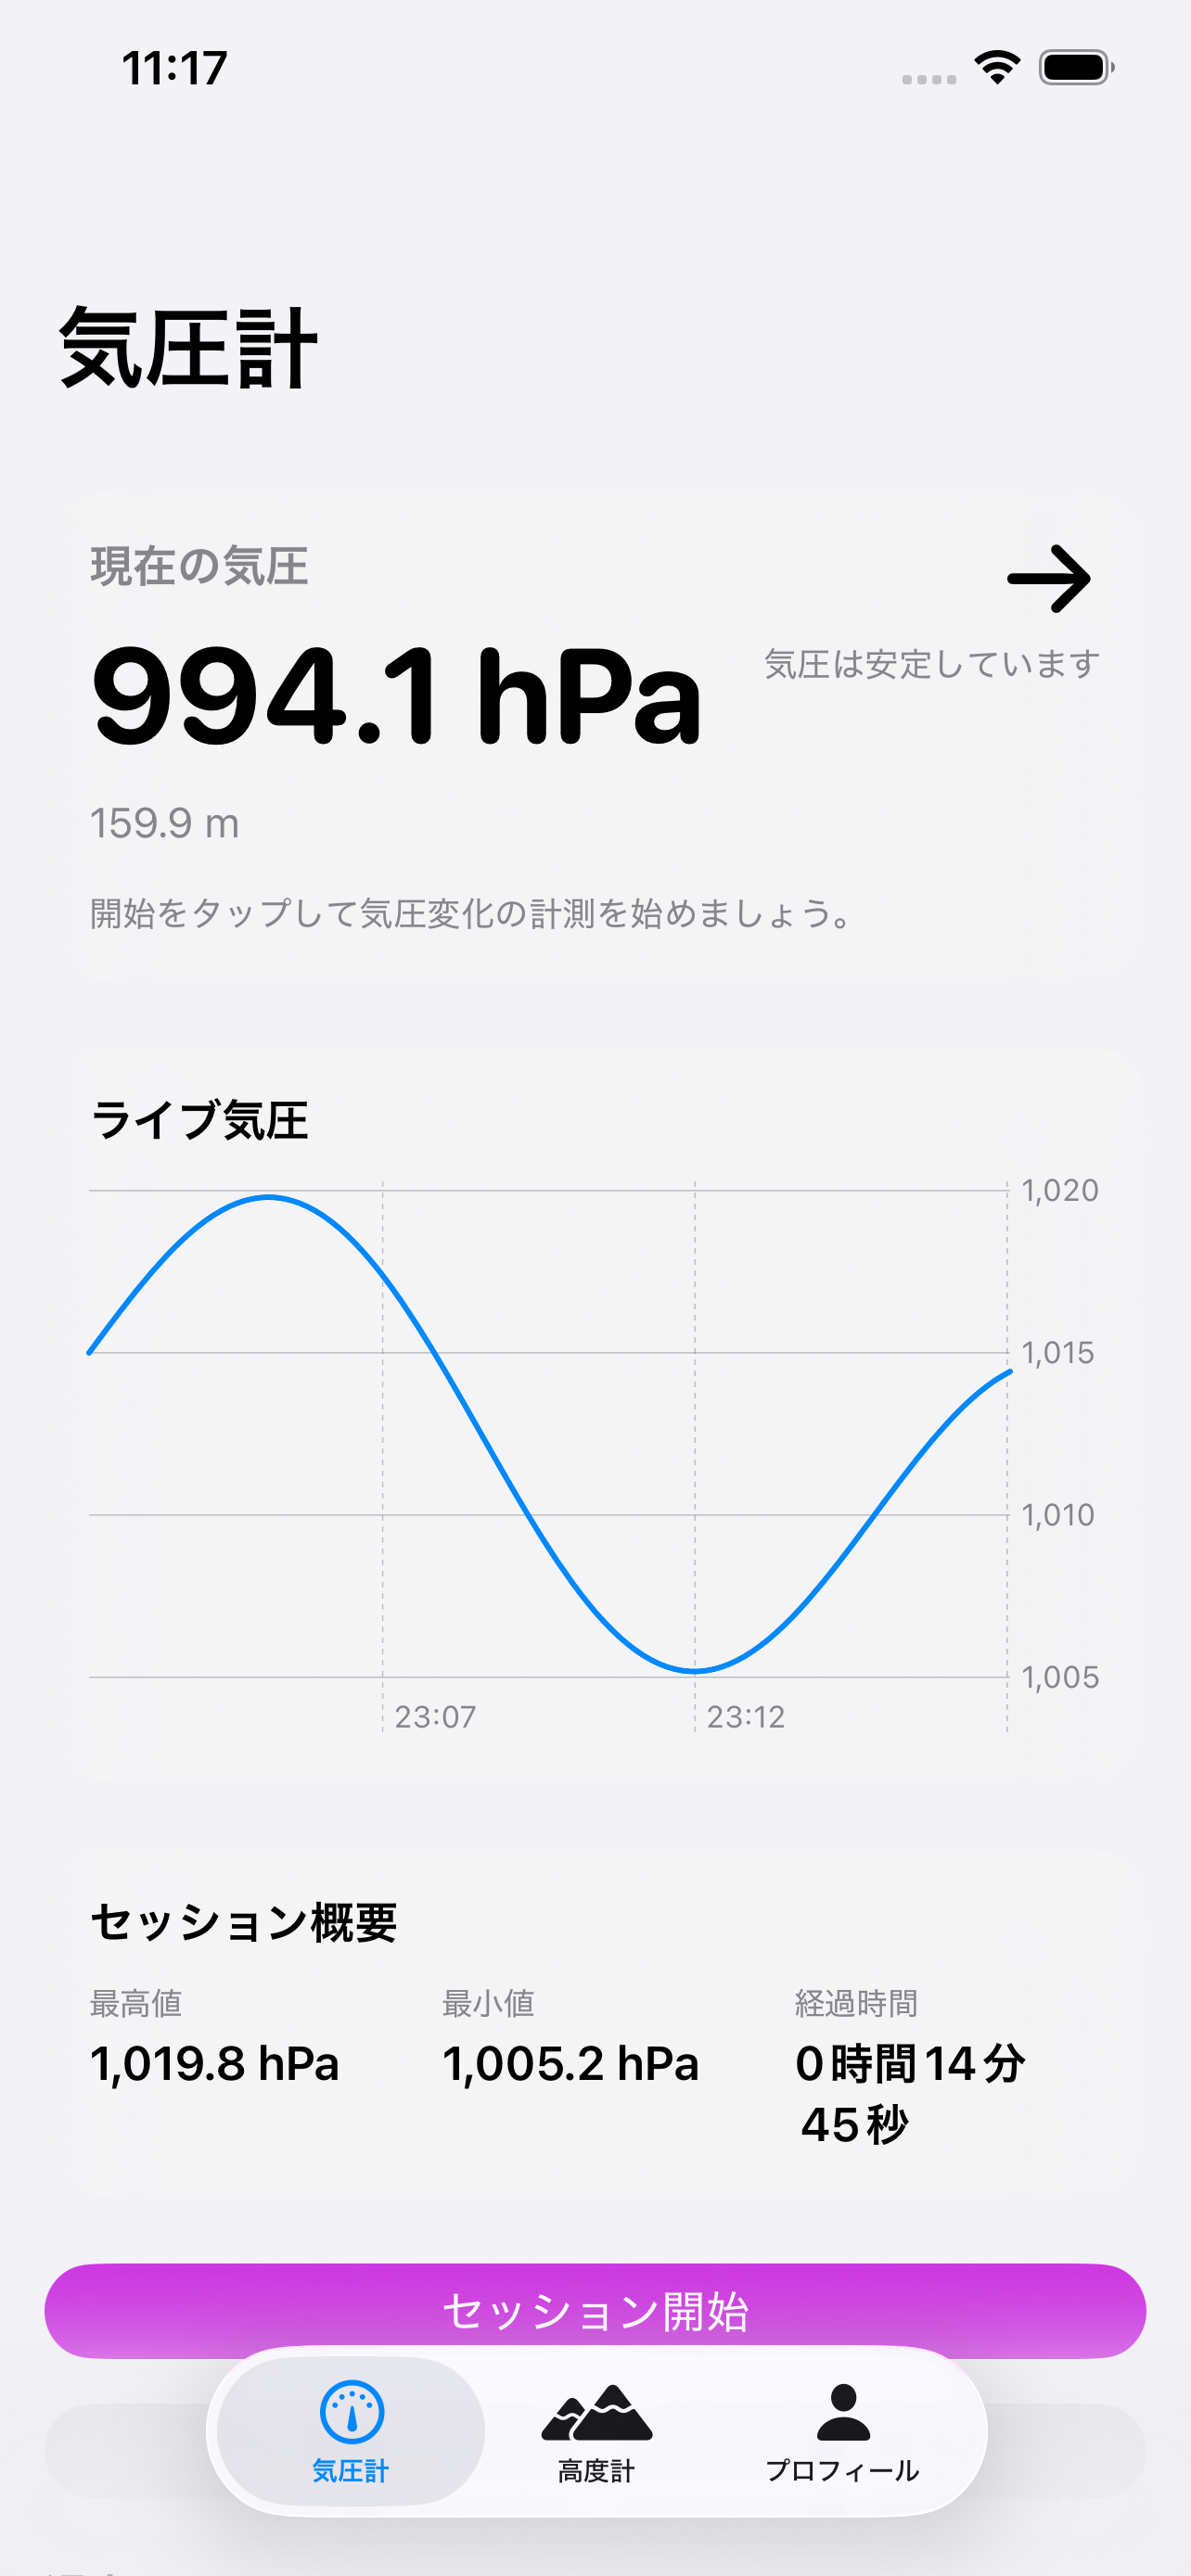 11:17
気圧計
現在の気圧
994.1 hPa
気圧は安定しています
159.9 m
開始をタップして気圧変化の計測を始めましょう。
ライブ気圧
1,020
1,015
1,010
1,005
23:07
23:12
セッション概要
最高値
最小値
経過時間
1,019.8 hPa
1,005.2 hPa
0時間14分
45秒
セッション開始
気圧計
高度計
プロフィール